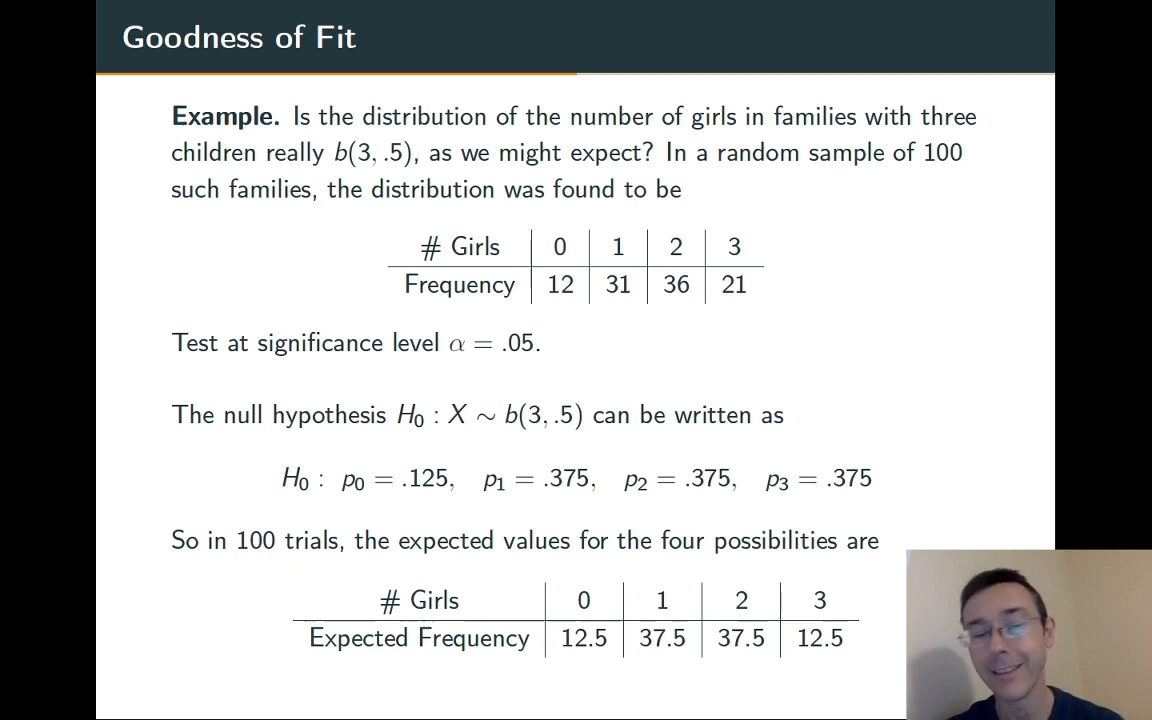 Goodness of Fit
Example. Is the distribution of the number of girls in families with three
children really b(3, .5), as we might expect? In a random sample of 100
such families, the distribution was found to be
# Girls 0 1 2 3
Frequency 12 31 36 21
Test at significance level α = .05.
The null hypothesis H₀ : X ∼ b(3, .5) can be written as
H₀ : p₀ = .125, p₁ = .375, p₂ = .375, p₃ = .375
So in 100 trials, the expected values for the four possibilities are
# Girls 0 1 2 3
Expected Frequency 12.5 37.5 37.5 12.5